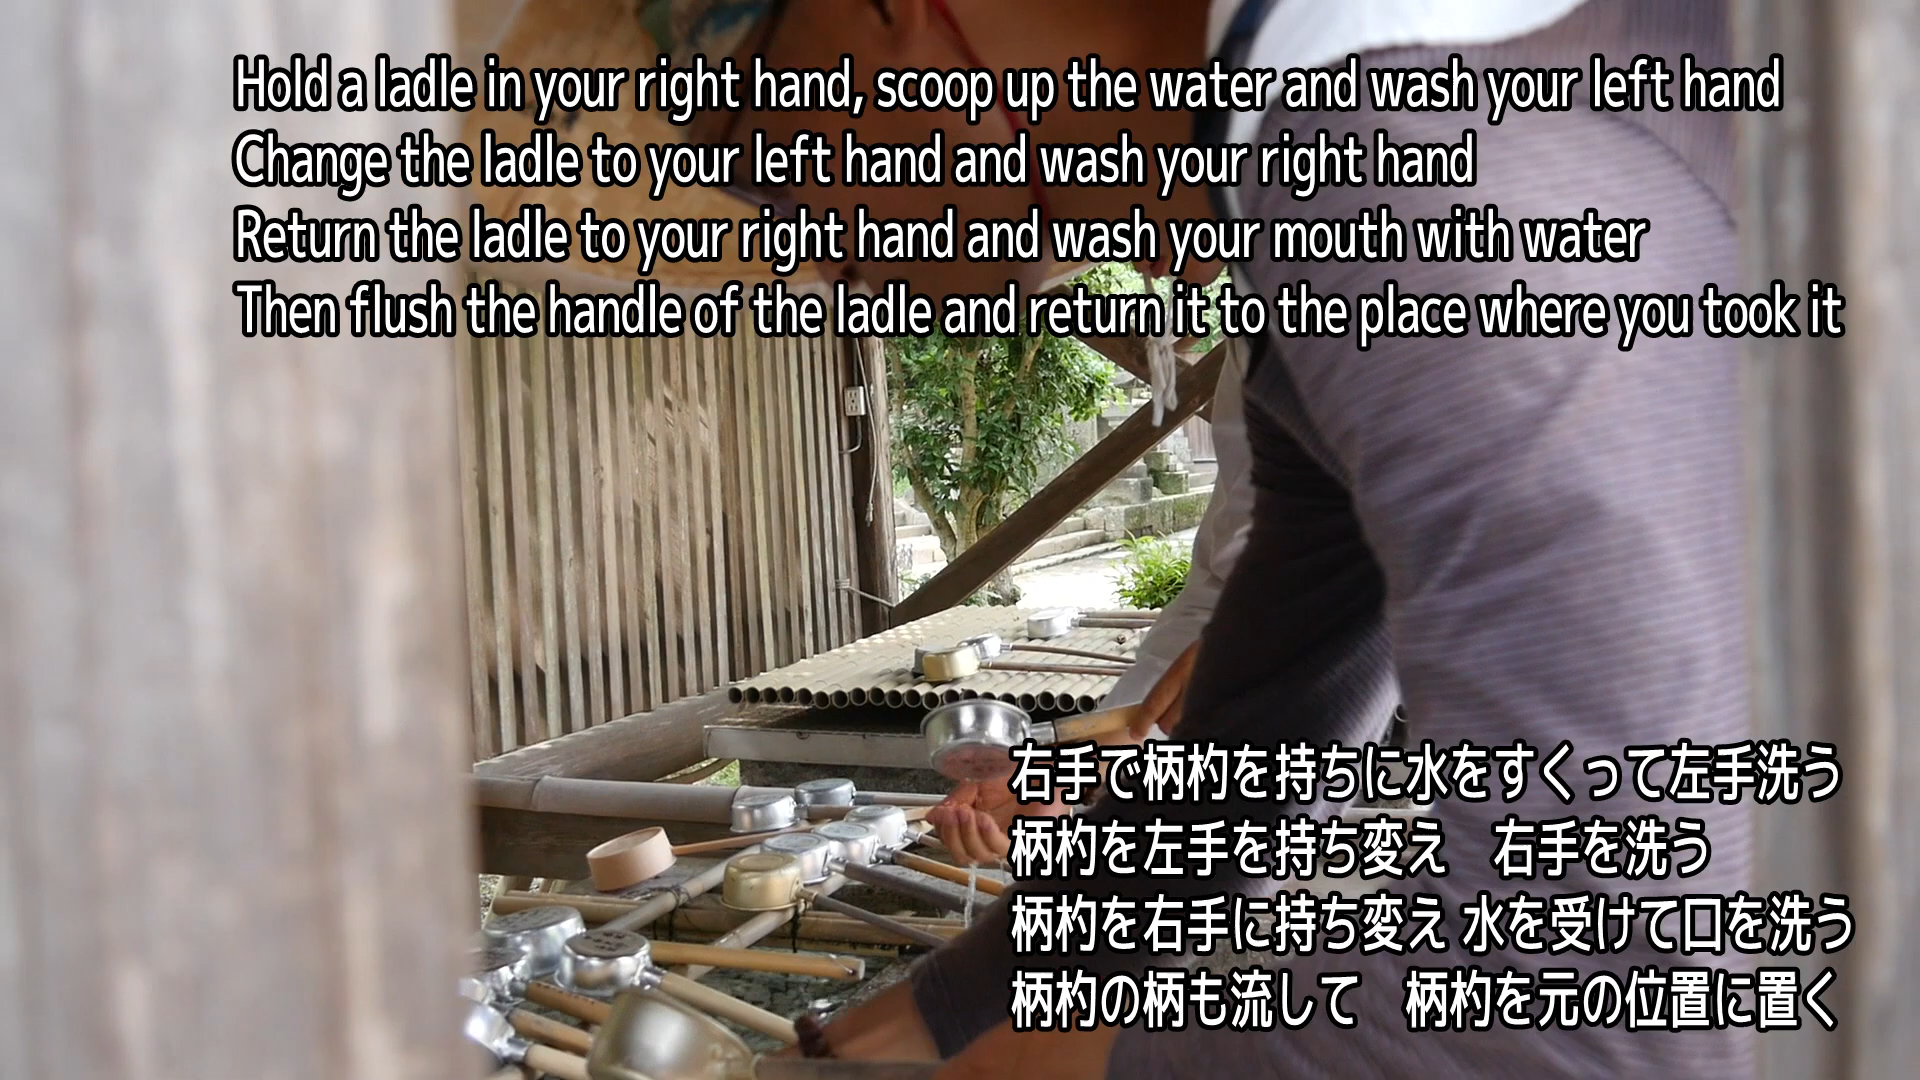 Hold a ladle in your right hand, scoop up the water and wash your left hand
Change the ladle to your left hand and wash your right hand
Return the ladle to your right hand and wash your mouth with water
Then flush the handle of the ladle and return it to the place where you took it
右手で柄杓を持ちに水をすくって左手洗う
柄杓を左手を持ち変え　右手を洗う
柄杓を右手に持ち変え 水を受けて口を洗う
柄杓の柄も流して　柄杓を元の位置に置く